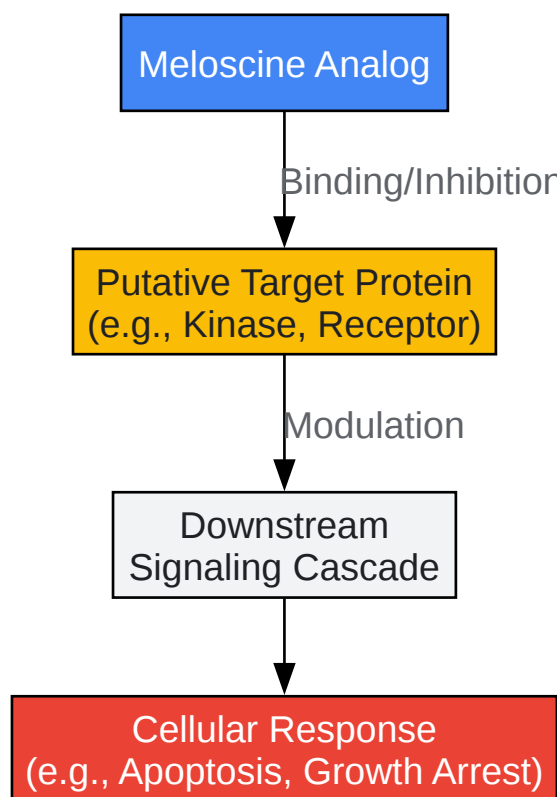 Meloscine Analog
Binding/Inhibition
Putative Target Protein
(e.g., Kinase, Receptor)
Modulation
Downstream
Signaling Cascade
Cellular Response
(e.g., Apoptosis, Growth Arrest)